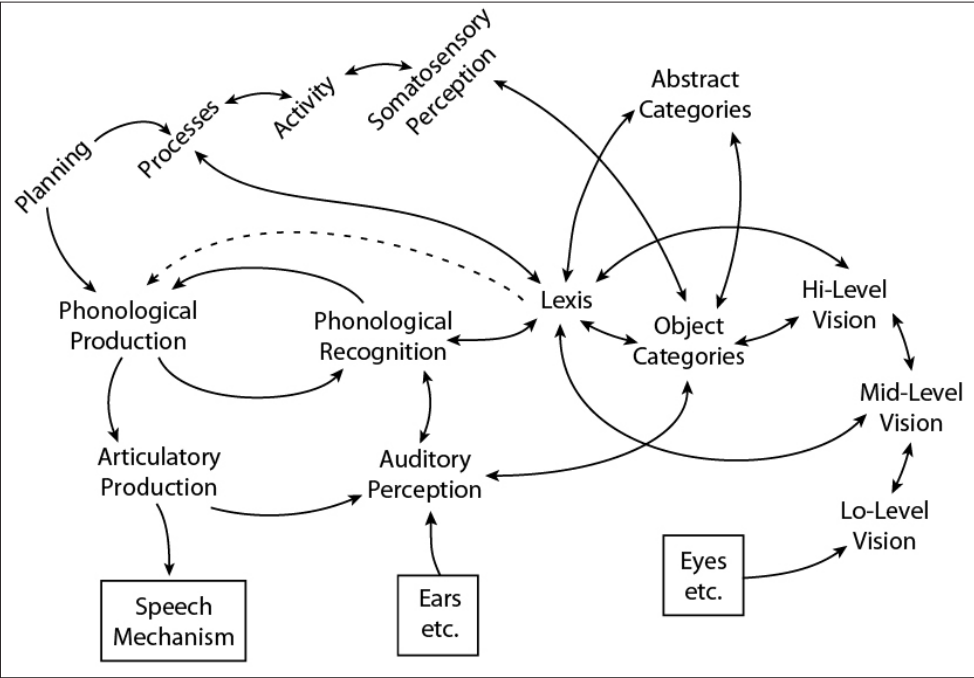 Planning
Processes
Activity
Somatosensory
Perception
Abstract
Categories
Phonological
Production
Phonological
Recognition
Lexis
Object
Categories
Hi-Level
Vision
Mid-Level
Vision
Articulatory
Production
Auditory
Perception
Lo-Level
Vision
Speech
Mechanism
Ears
etc.
Eyes
etc.